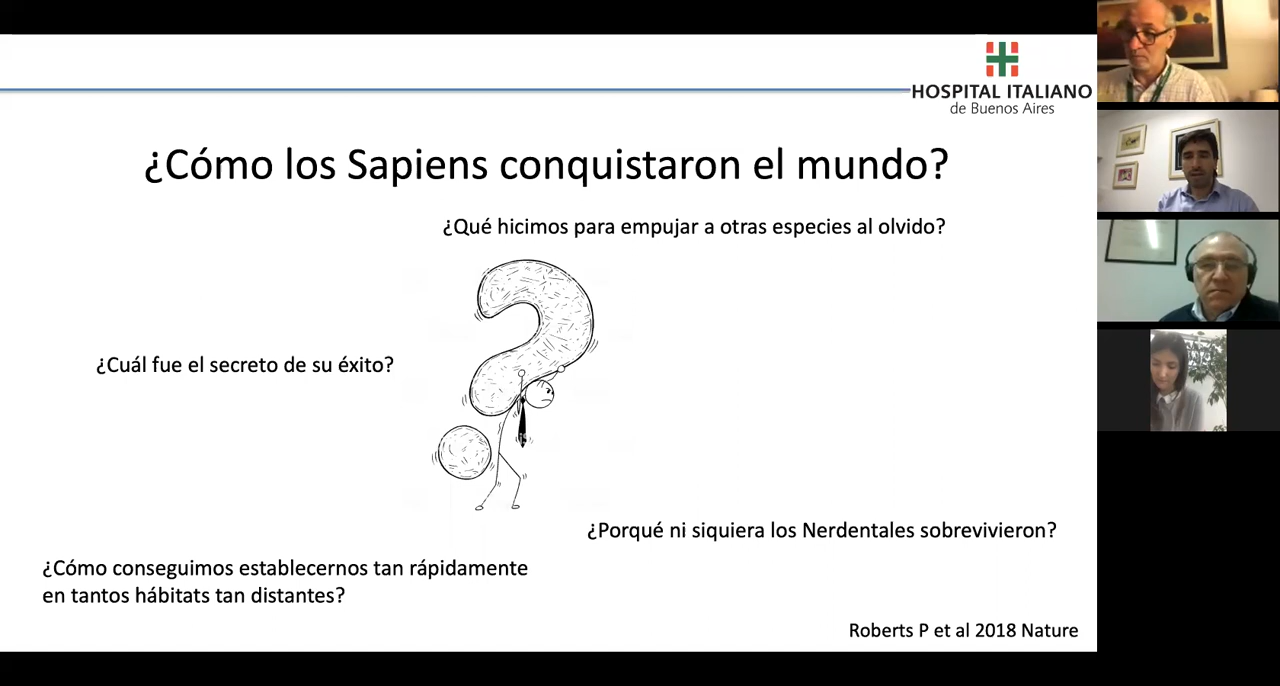 HOSPITAL ITALIANO
de Buenos Aires
¿Cómo los Sapiens conquistaron el mundo?
¿Qué hicimos para empujar a otras especies al olvido?
¿Cuál fue el secreto de su éxito?
¿Porqué ni siquiera los Nerdentales sobrevivieron?
¿Cómo conseguimos establecernos tan rápidamente
en tantos hábitats tan distantes?
Roberts P et al 2018 Nature